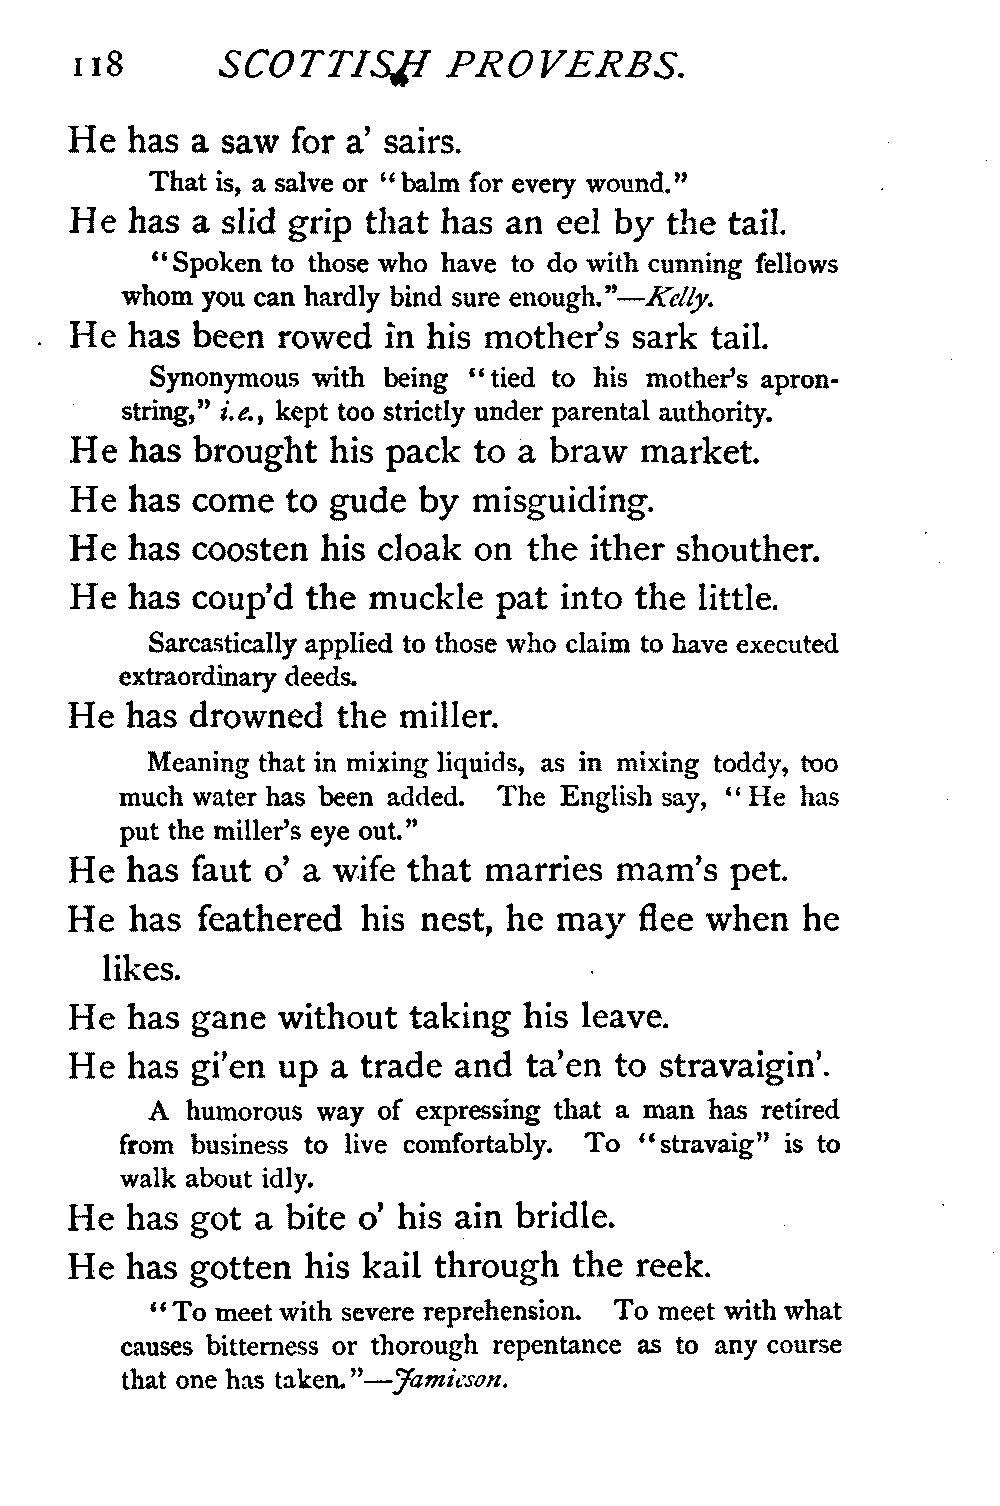 118 SCOTTISH PROVERBS.
He has a saw for a' sairs.
That is, a salve or "balm for every wound."
He has a slid grip that has an eel by the tail.
"Spoken to those who have to do with cunning fellows
whom you can hardly bind sure enough."—Kelly.
He has been rowed in his mother's sark tail.
Synonymous with being "tied to his mother's apron-
string," i.e., kept too strictly under parental authority.
He has brought his pack to a braw market.
He has come to gude by misguiding.
He has coosten his cloak on the ither shouther.
He has coup'd the muckle pat into the little.
Sarcastically applied to those who claim to have executed
extraordinary deeds.
He has drowned the miller.
Meaning that in mixing liquids, as in mixing toddy, too
much water has been added. The English say, "He has
put the miller's eye out."
He has faut o' a wife that marries mam's pet.
He has feathered his nest, he may flee when he
likes.
He has gane without taking his leave.
He has gi'en up a trade and ta'en to stravaigin'.
A humorous way of expressing that a man has retired
from business to live comfortably. To "stravaig" is to
walk about idly.
He has got a bite o' his ain bridle.
He has gotten his kail through the reek.
"To meet with severe reprehension. To meet with what
causes bitterness or thorough repentance as to any course
that one has taken."—Jamieson.